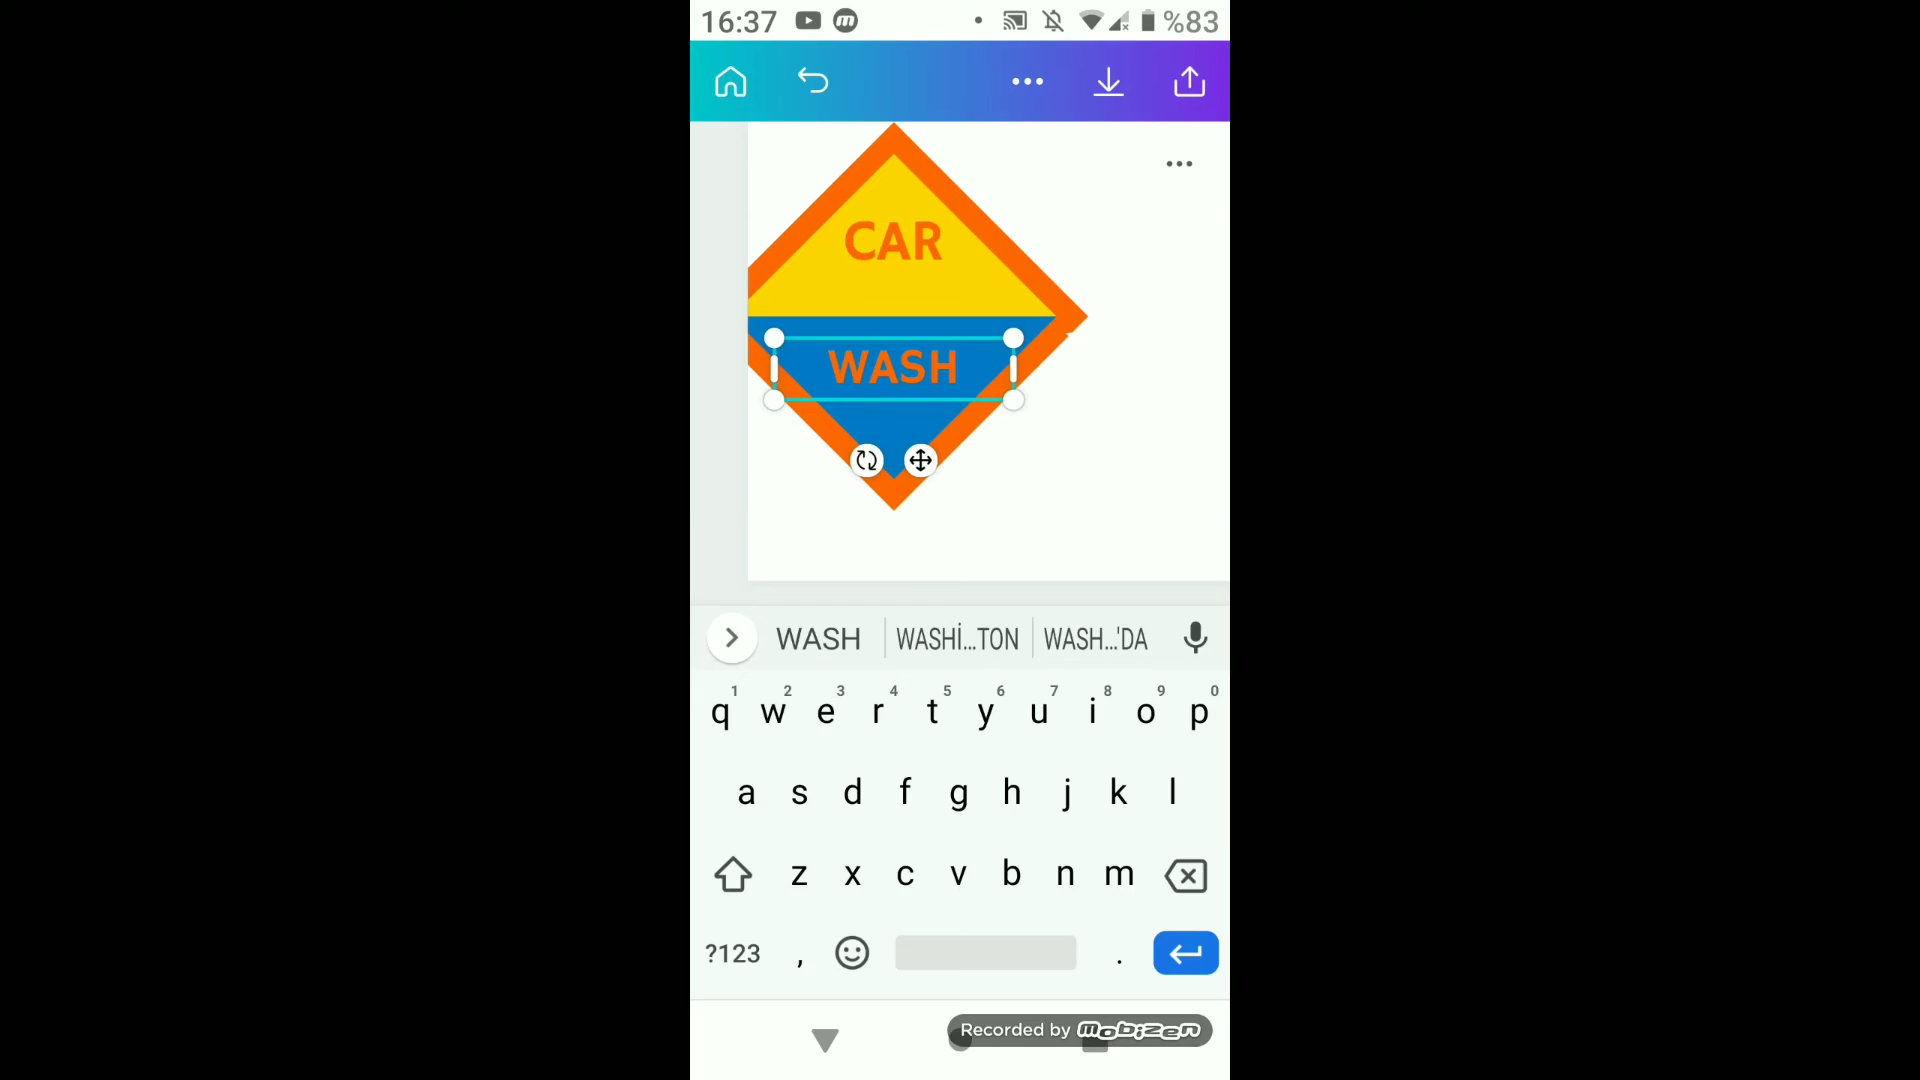 16:37 %83
CAR
WASH
WASH WASHİ...TON WASH...'DA
1 2 3 4 5 6 7 8 9 0
q w e r t y u i o p
a s d f g h j k l
z x c v b n m
?123 , .
Recorded by mobizen